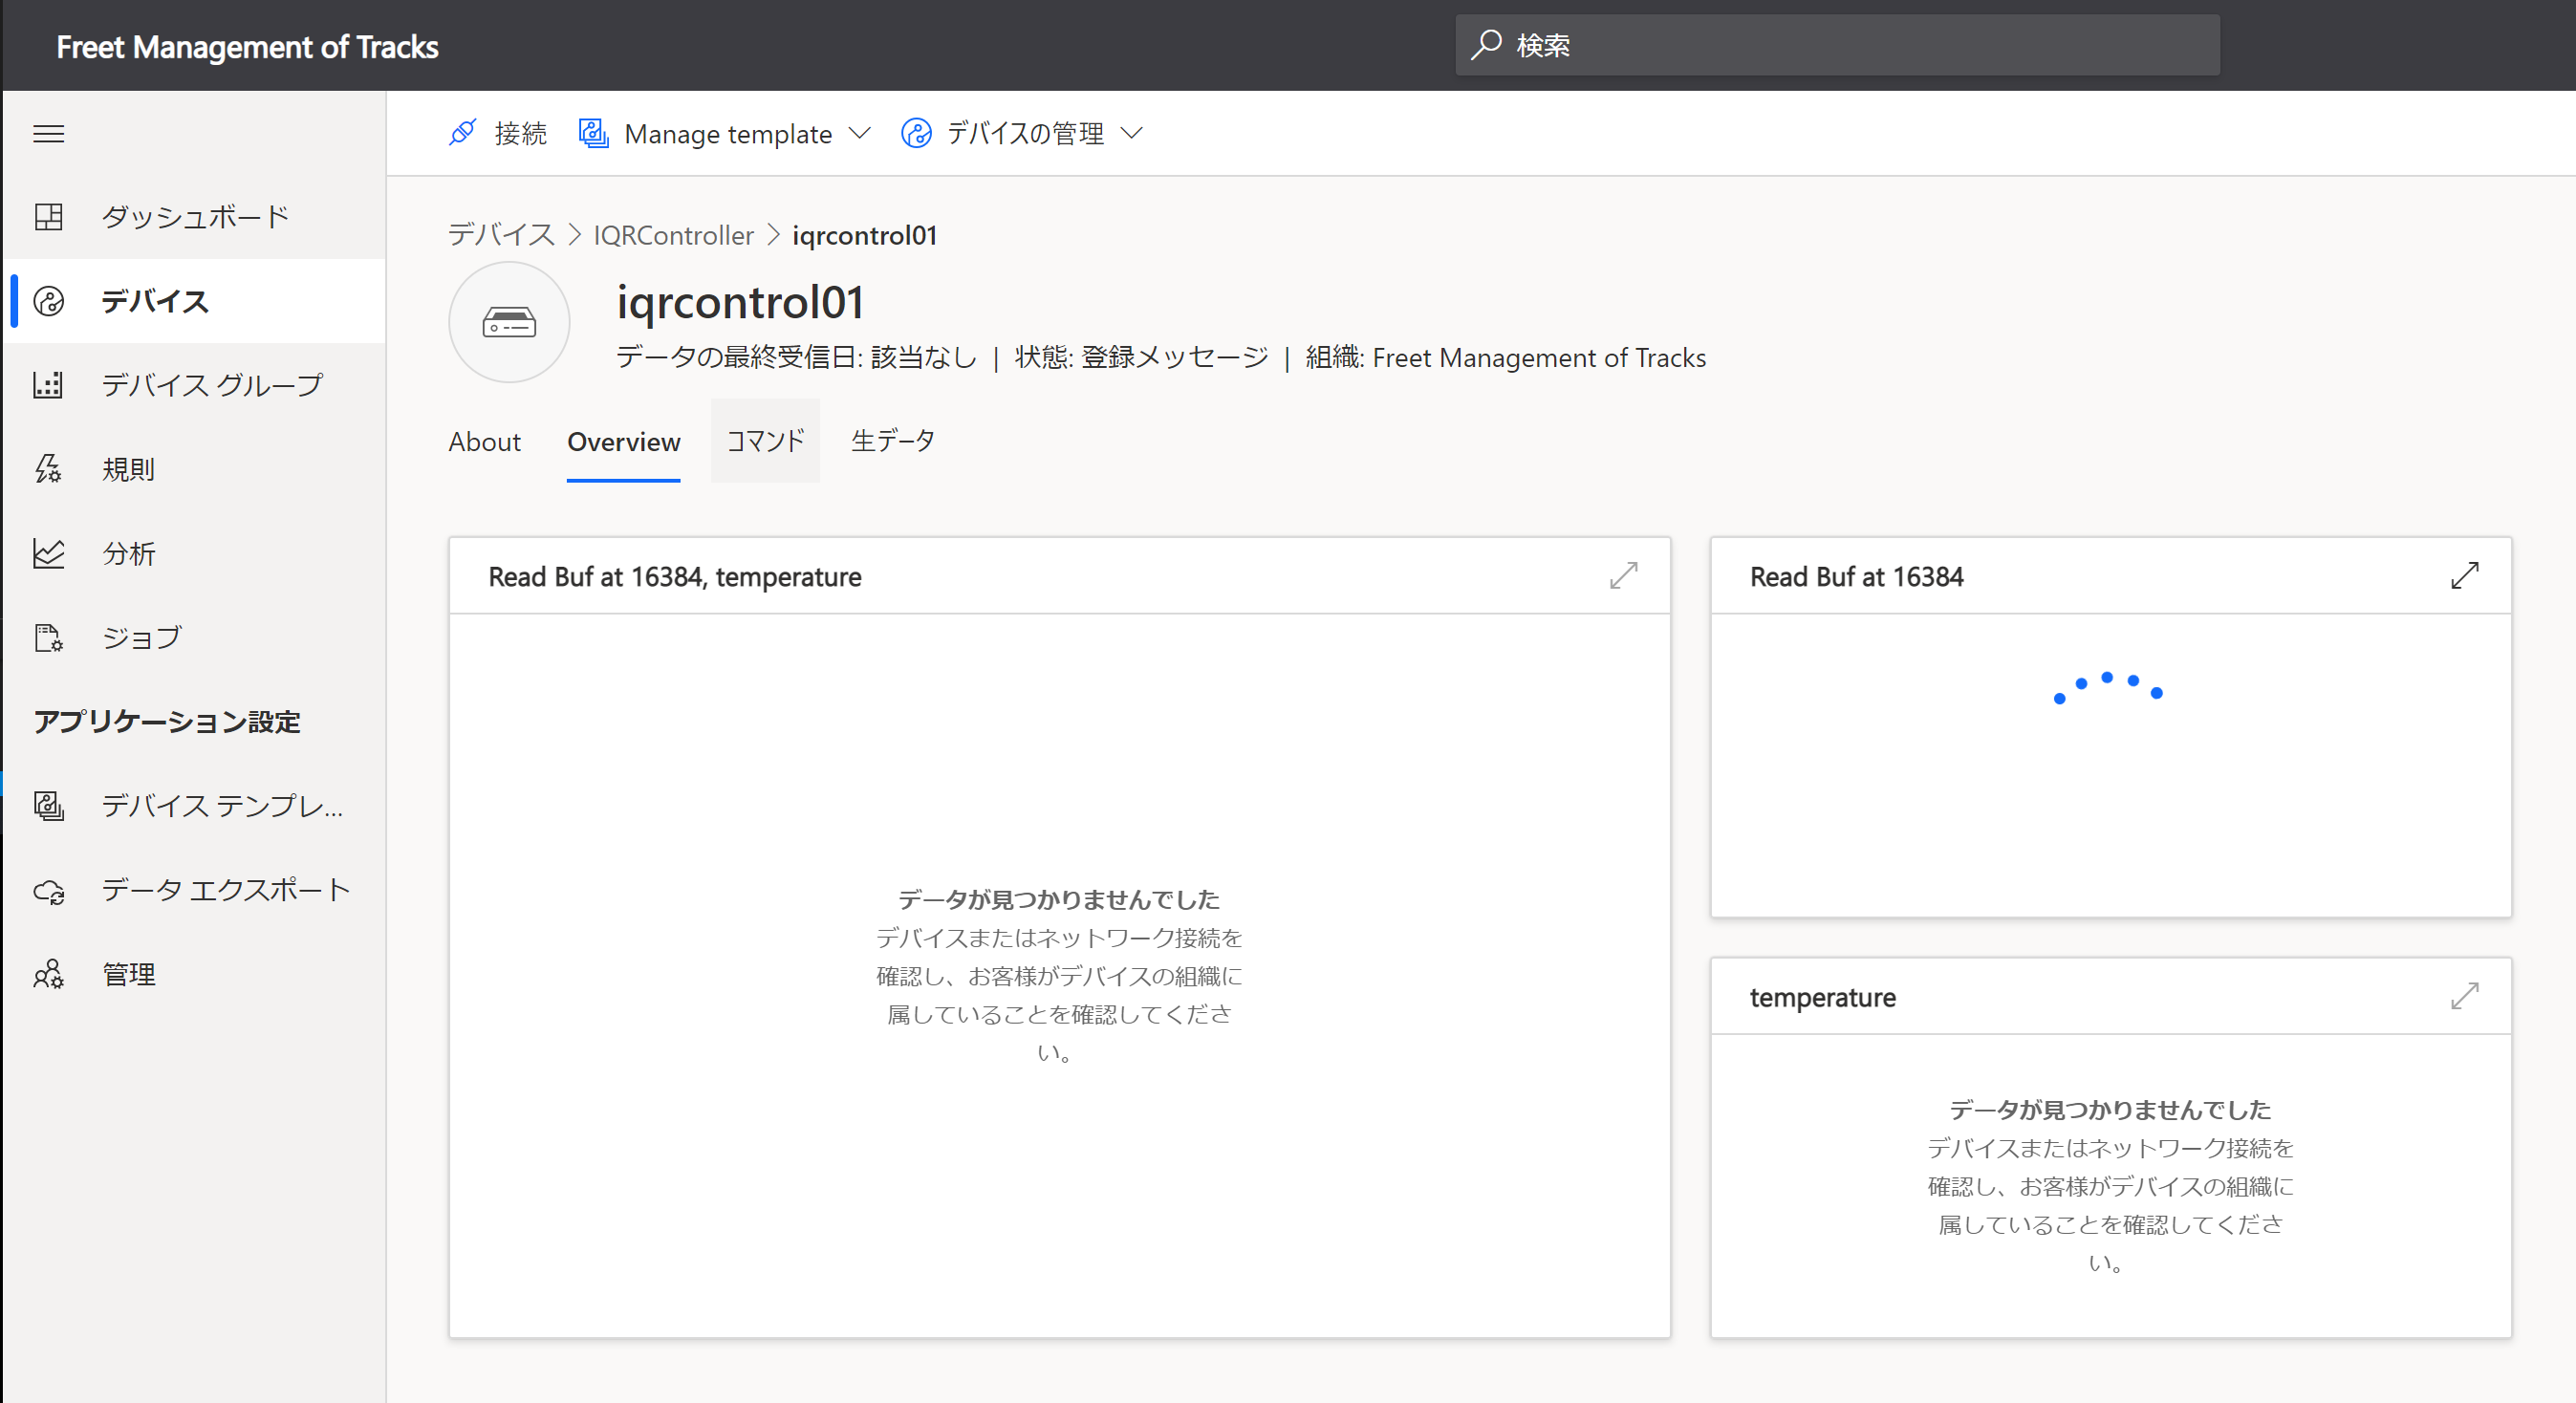 Freet Management of Tracks
検索
接続
Manage template
デバイスの管理
ダッシュボード
デバイス
デバイス グループ
規則
分析
ジョブ
アプリケーション設定
デバイス テンプレ...
データ エクスポート
管理
デバイス > IQRController > iqrcontrol01
iqrcontrol01
データの最終受信日: 該当なし | 状態: 登録メッセージ | 組織: Freet Management of Tracks
About
Overview
コマンド
生データ
Read Buf at 16384, temperature
データが見つかりませんでした
デバイスまたはネットワーク接続を
確認し、お客様がデバイスの組織に
属していることを確認してくださ
い。
Read Buf at 16384
temperature
データが見つかりませんでした
デバイスまたはネットワーク接続を
確認し、お客様がデバイスの組織に
属していることを確認してくださ
い。